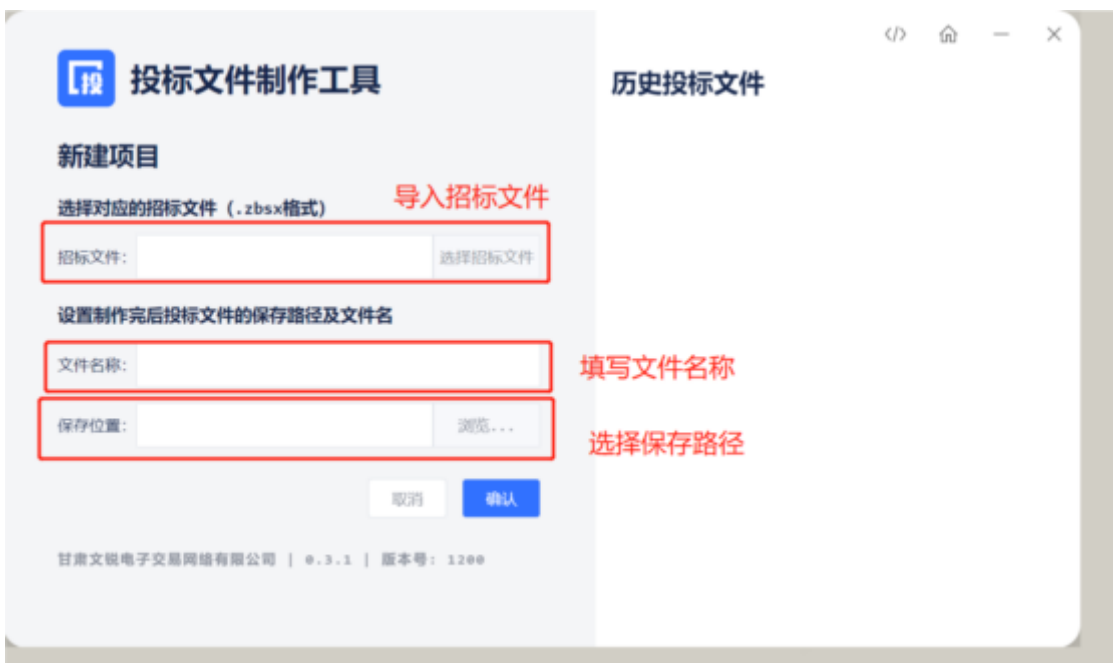 投
投标文件制作工具
历史投标文件
新建项目
导入招标文件
选择对应的招标文件（.zbsx格式）
招标文件：
选择招标文件
设置制作完后投标文件的保存路径及文件名
文件名称：
填写文件名称
保存位置：
浏览...
选择保存路径
取消
确认
甘肃文锐电子交易网络有限公司 | 0.3.1 | 版本号: 1200